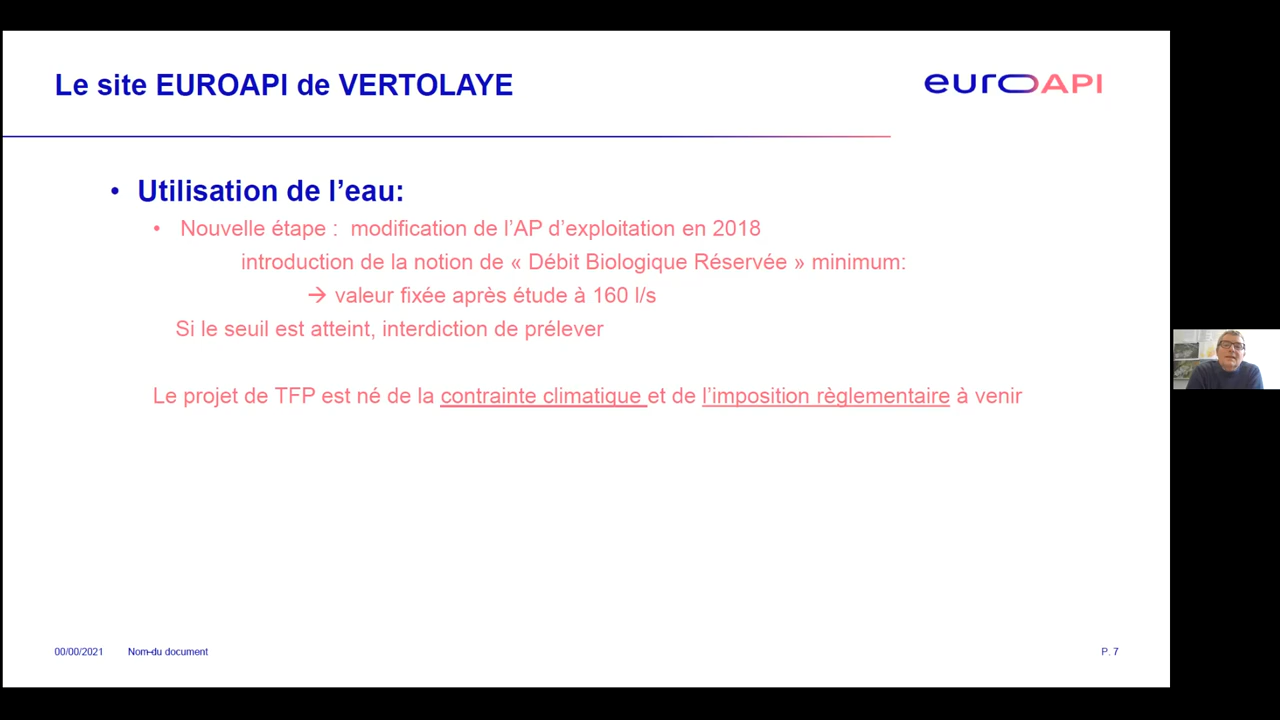 Le site EUROAPI de VERTOLAYE
euroAPI
• Utilisation de l’eau:
• Nouvelle étape : modification de l’AP d’exploitation en 2018
introduction de la notion de « Débit Biologique Réservée » minimum:
→ valeur fixée après étude à 160 l/s
Si le seuil est atteint, interdiction de prélever
Le projet de TFP est né de la contrainte climatique et de l’imposition règlementaire à venir
00/00/2021 Nom du document P. 7